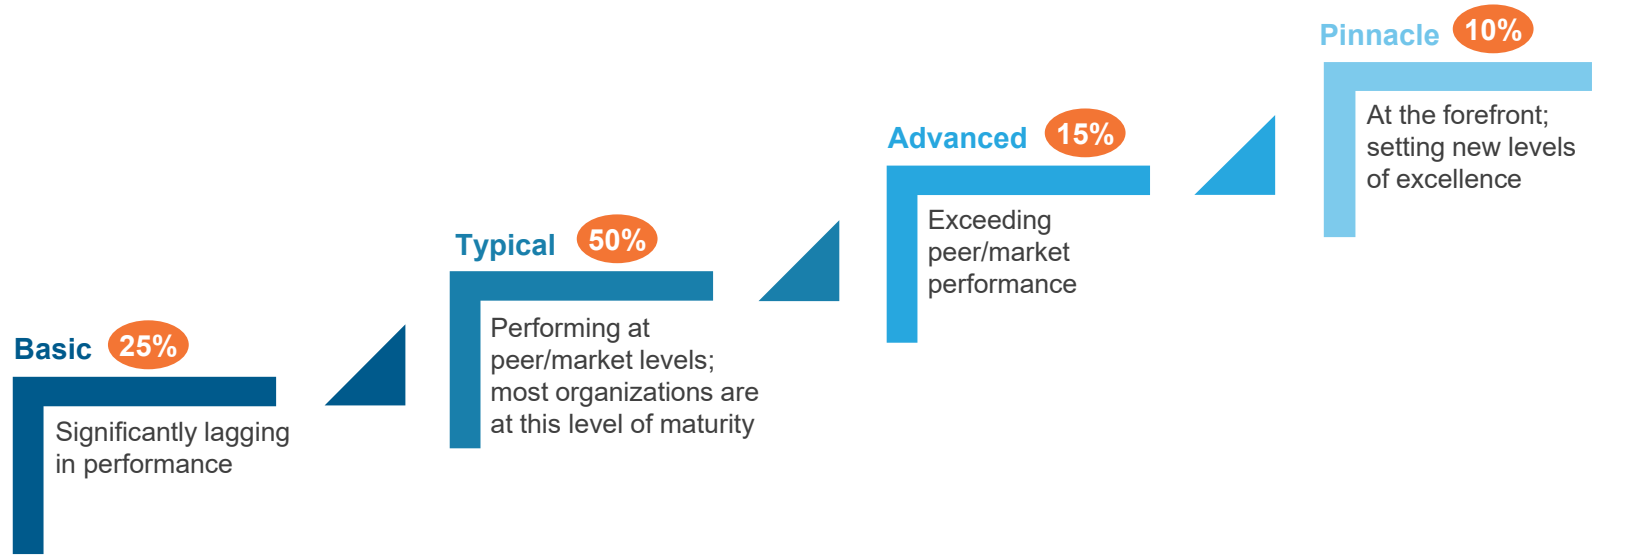 Basic 25%
Significantly lagging
in performance
Typical 50%
Performing at
peer/market levels;
most organizations are
at this level of maturity
Advanced 15%
Exceeding
peer/market
performance
Pinnacle 10%
At the forefront;
setting new levels
of excellence